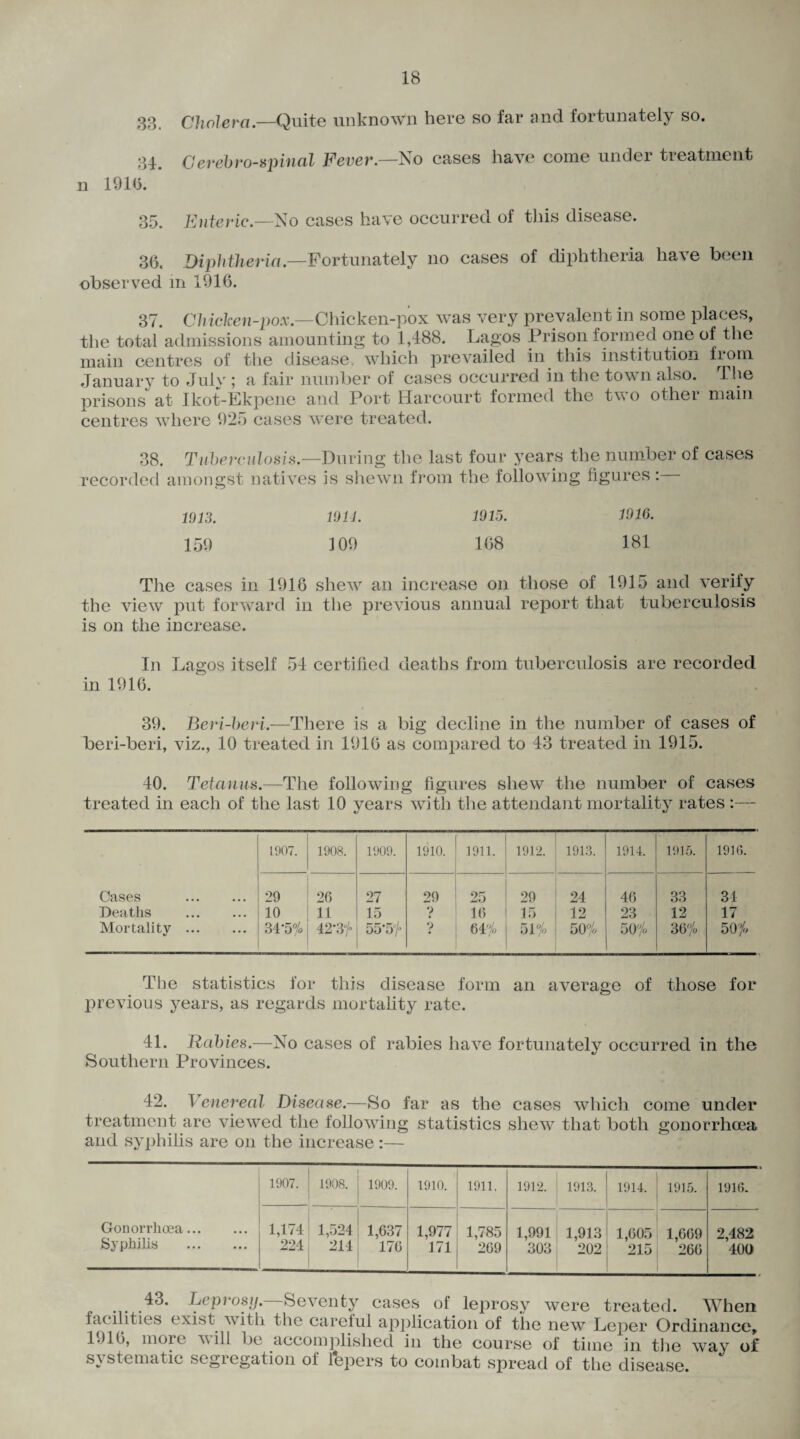 18
33. Cholera.—Quite unknown here so far and fortunately so.
34. Cerebro-spinal Fever.—No cases have come under treatment
n 1916.
35. Enteric.—No cases have occurred of this disease.
36. Diphtheria.—Fortunately no cases of diphtheria have been
observed in 1916.
37. Chicken-pox.—Chicken-pox was very prevalent in some places,
the total admissions amounting to 1,488. Lagos Prison formed one of the
main centres of the disease, which prevailed in this institution from
January to July; a fair number of cases occurred in the town also. The
prisons at Ikot-Ekpene and Port Harcourt formed the two other main
centres where 925 cases were treated.
38. Tuberculosis.—During the last four years the number of cases
recorded amongst natives is shewn from the following figures:—
1913. 1914. 1915. 1916.
159 109 168 181
The cases in 1916 shew an increase on those of 1915 and verify
the view put forward in the previous annual report that tuberculosis
is on the increase.
In Lagos itself 54 certified deaths from tuberculosis are recorded
in 1916.
39. Beri-beri.—There is a big decline in the number of cases of
beri-beri, viz., 10 treated in 1916 as compared to 43 treated in 1915.
40. Tetanus.—The following figures shew the number of cases
treated in each of the last 10 years with the attendant mortality rates:—
1907. 1908. 1909. 1910. 1911. 1912. 1913. 1914. 1915. 1916.
Cases ... ... 29 26 27 29 25 29 24 46 33 34
Deaths ... ... 10 11 15 ? 16 15 12 23 12 17
Mortality ... ... 34·5% 42·3% 55·5% ? 64% 51% 50% 50% 36% 50%
The statistics for this disease form an average of those for
previous years, as regards mortality rate.
41. Rabies.—No cases of rabies have fortunately occurred in the
Southern Provinces.
42. Venereal Disease.—So far as the cases which come under
treatment are viewed the following statistics shew that both gonorrhœa
and syphilis are on the increase:—
1907. 1908. 1909. 1910. 1911. 1912. 1913. 1914. 1915. 1916.
Gonorrhœa ... ... 1,174 1,524 1,637 1,977 1,785 1,991 1,913 1,605 1,669 2,482
Syphilis ... ... 224 214 176 171 269 303 202 215 266 400
43. Leprosy.—Seventy cases of leprosy were treated. When
facilities exist with the careful application of the new Leper Ordinance,
1916, more will be accomplished in the course of time in the way of
systematic segregation of lepers to combat spread of the disease.